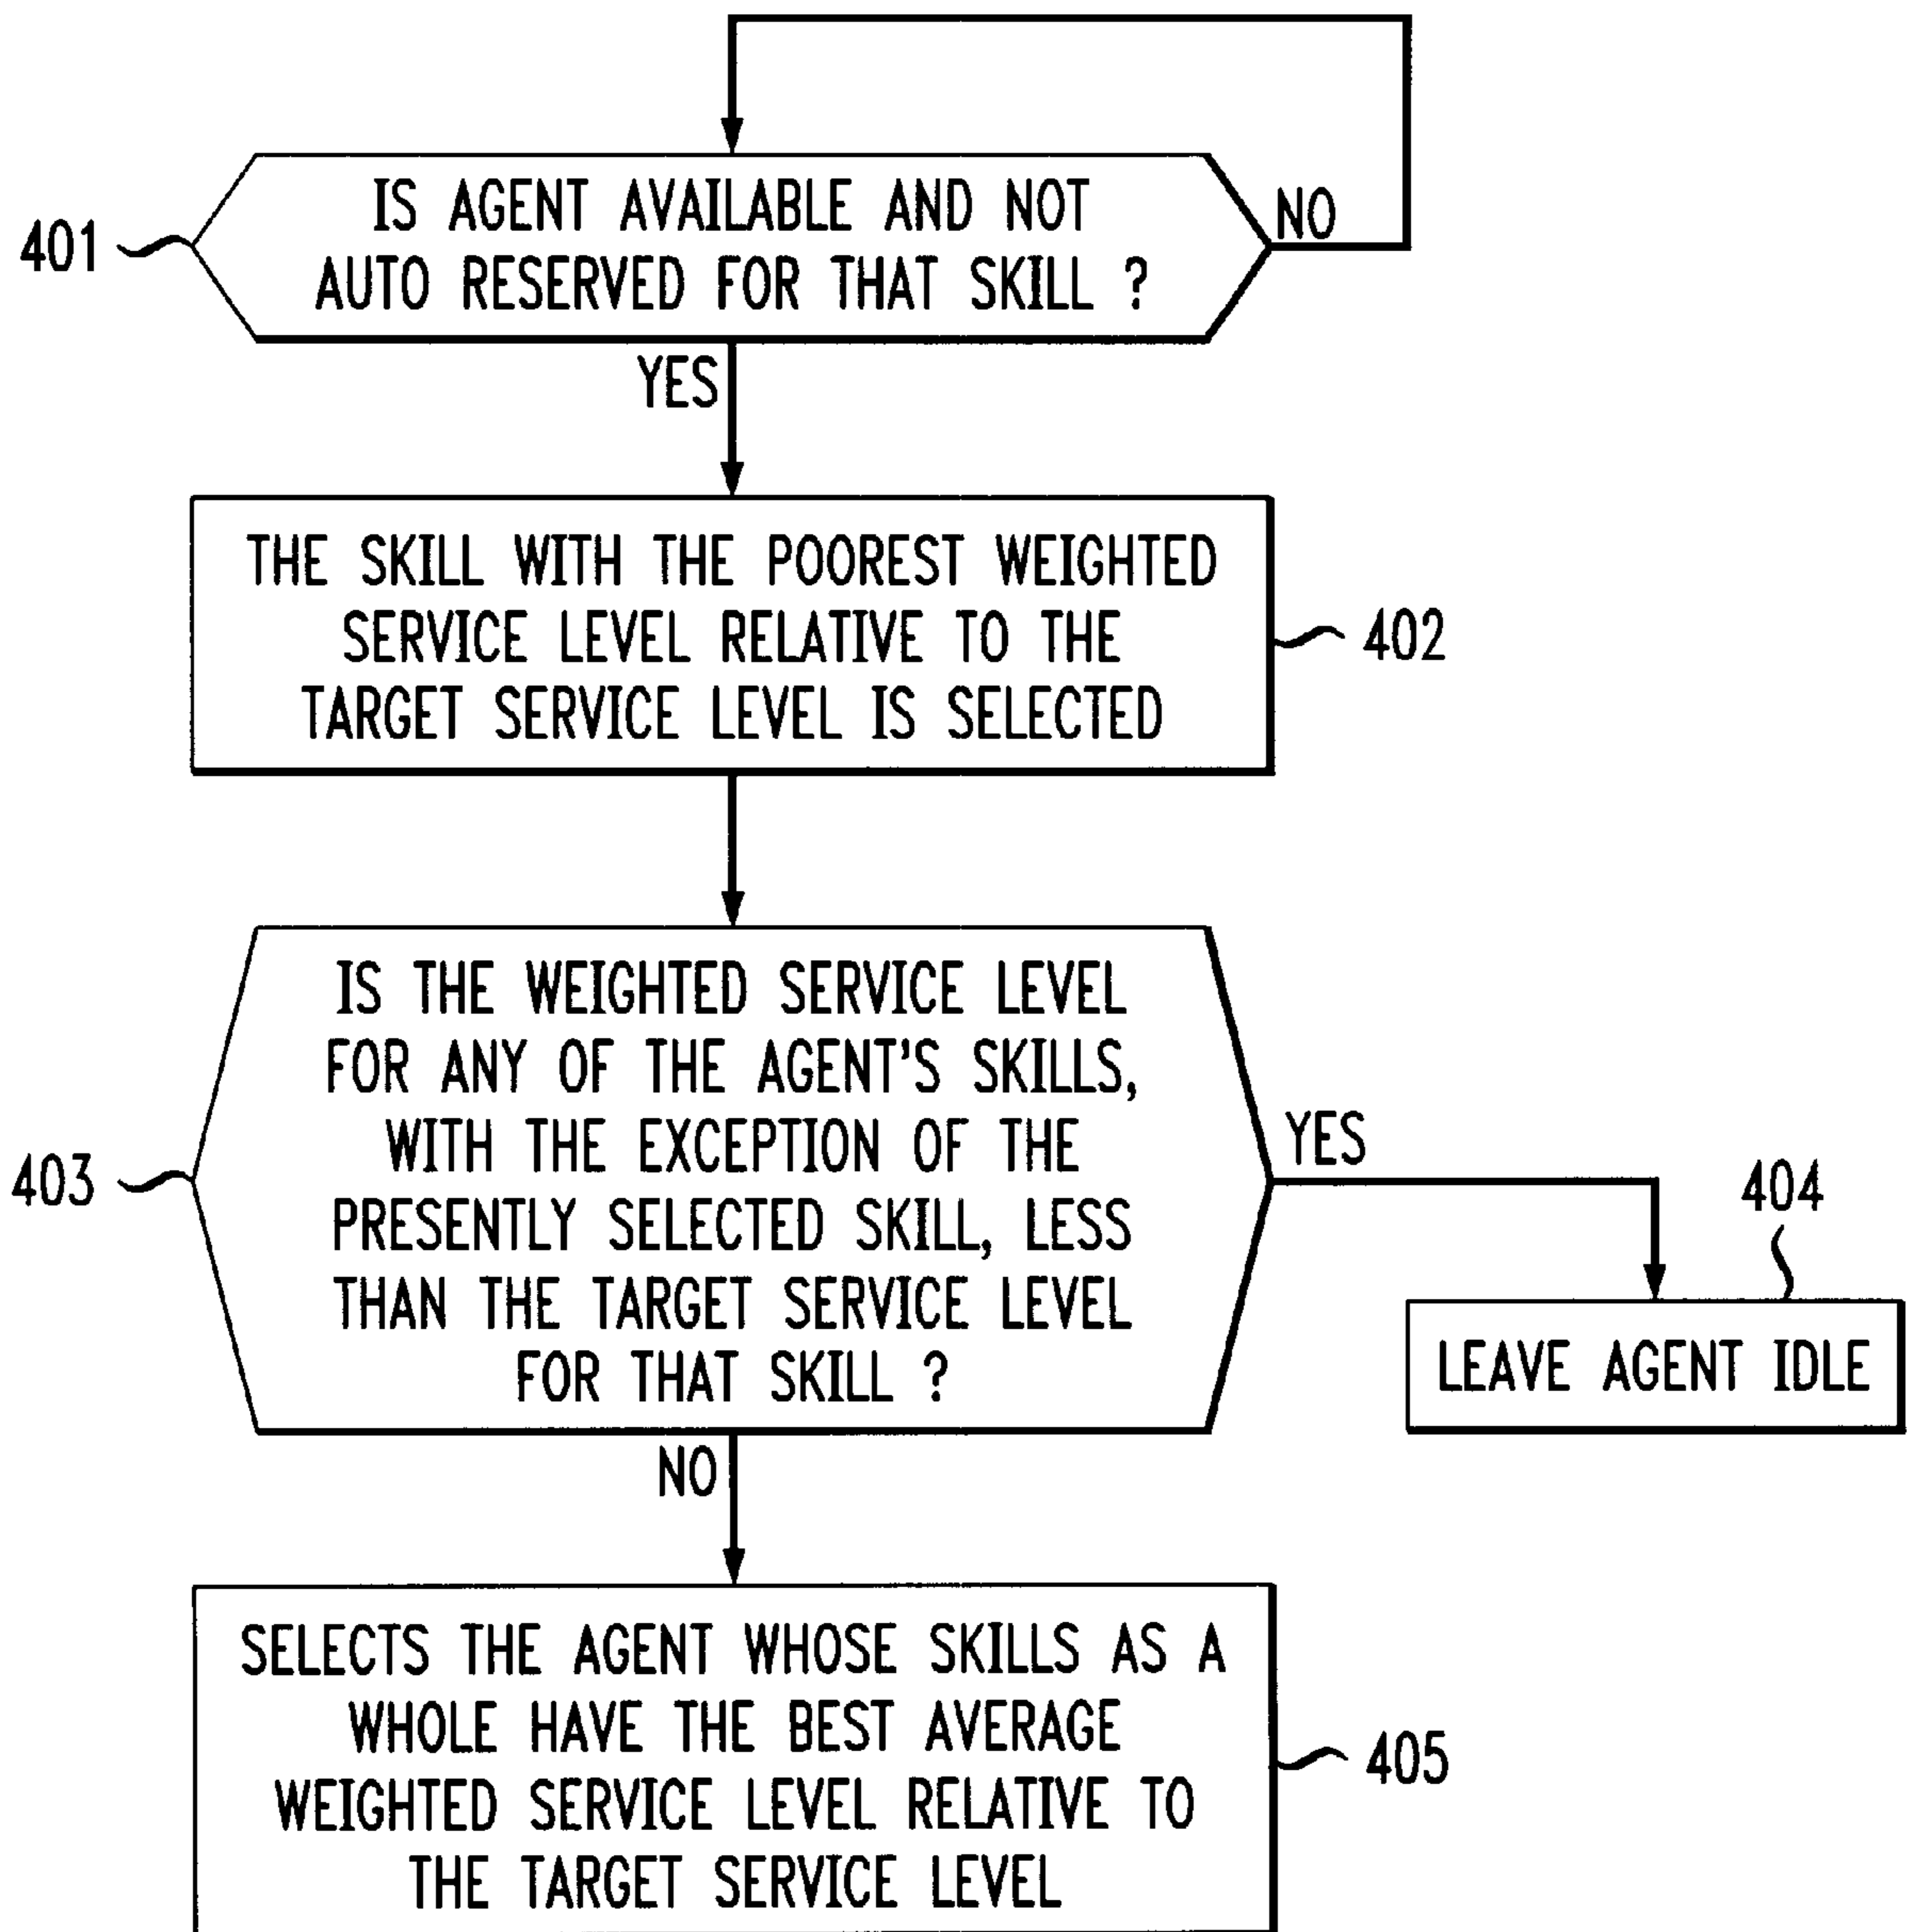 IS AGENT AVAILABLE AND NOT
AUTO RESERVED FOR THAT SKILL ?
NO
401
YES
THE SKILL WITH THE POOREST WEIGHTED
SERVICE LEVEL RELATIVE TO THE
TARGET SERVICE LEVEL IS SELECTED
402
IS THE WEIGHTED SERVICE LEVEL
FOR ANY OF THE AGENT'S SKILLS,
WITH THE EXCEPTION OF THE
PRESENTLY SELECTED SKILL, LESS
THAN THE TARGET SERVICE LEVEL
FOR THAT SKILL ?
403
YES
404
LEAVE AGENT IDLE
NO
SELECTS THE AGENT WHOSE SKILLS AS A
WHOLE HAVE THE BEST AVERAGE
WEIGHTED SERVICE LEVEL RELATIVE TO
THE TARGET SERVICE LEVEL
405